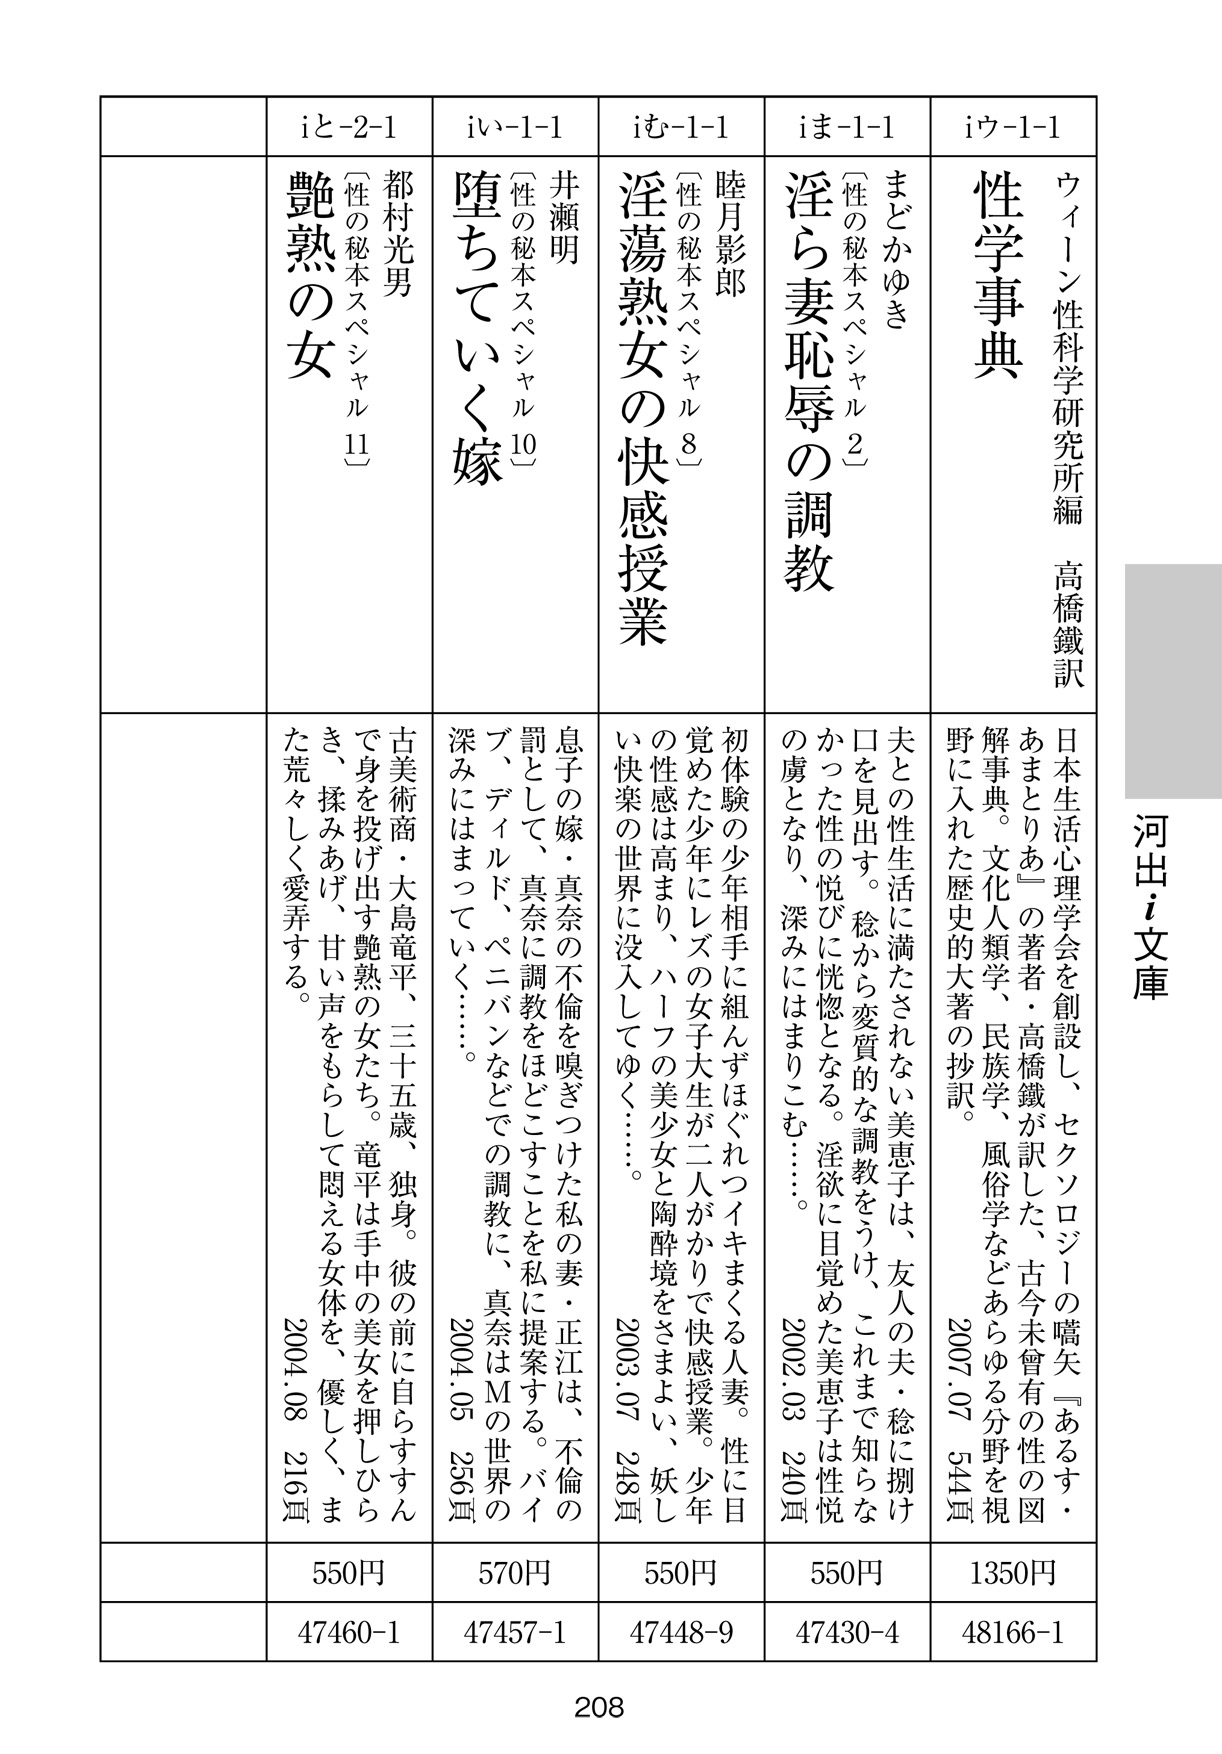 河出i文庫
iウ-1-1
ウィーン性科学研究所編　高橋鐵訳
性学事典
日本生活心理学会を創設し、セクソロジーの嚆矢『あるす・
あまとりあ』の著者・高橋鐵が訳した、古今未曾有の性の図
解事典。文化人類学、民族学、風俗学などあらゆる分野を視
野に入れた歴史的大著の抄訳。　2007.07　544頁
1350円
48166-1
iま-1-1
まどかゆき
〔性の秘本スペシャル2〕
淫ら妻恥辱の調教
夫との性生活に満たされない美恵子は、友人の夫・稔に捌け
口を見出す。稔から変質的な調教をうけ、これまで知らな
かった性の悦びに恍惚となる。淫欲に目覚めた美恵子は性悦
の虜となり、深みにはまりこむ……。　2002.03　240頁
550円
47430-4
iむ-1-1
睦月影郎
〔性の秘本スペシャル8〕
淫蕩熟女の快感授業
初体験の少年相手に組んずほぐれつイキまくる人妻。性に目
覚めた少年にレズの女子大生が二人がかりで快感授業。少年
の性感は高まり、ハーフの美少女と陶酔境をさまよい、妖し
い快楽の世界に没入してゆく……。　2003.07　248頁
550円
47448-9
iい-1-1
井瀬明
〔性の秘本スペシャル10〕
堕ちていく嫁
息子の嫁・真奈の不倫を嗅ぎつけた私の妻・正江は、不倫の
罰として、真奈に調教をほどこすことを私に提案する。バイ
ブ、ディルド、ペニバンなどでの調教に、真奈はMの世界の
深みにはまっていく……。　2004.05　256頁
570円
47457-1
iと-2-1
都村光男
〔性の秘本スペシャル11〕
艶熟の女
古美術商・大島竜平、三十五歳、独身。彼の前に自らすすん
で身を投げ出す艶熟の女たち。竜平は手中の美女を押しひら
き、揉みあげ、甘い声をもらして悶える女体を、優しく、ま
た荒々しく愛弄する。　2004.08　216頁
550円
47460-1
208